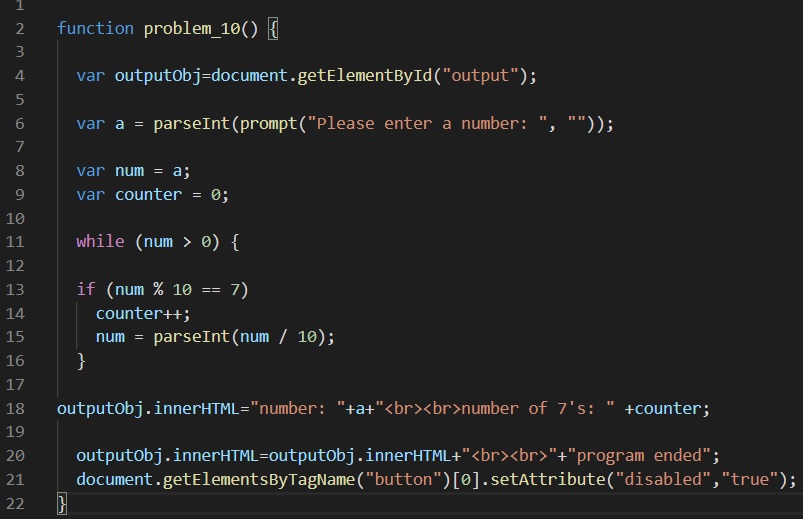 1
2 function problem_10() {
3
4 var outputObj=document.getElementById("output");
5
6 var a = parseInt(prompt("Please enter a number: ", ""));
7
8 var num = a;
9 var counter = 0;
10
11 while (num > 0) {
12
13 if (num % 10 == 7)
14 counter++;
15 num = parseInt(num / 10);
16 }
17
18 outputObj.innerHTML="number: "+a+"<br><br>number of 7's: " +counter;
19
20 outputObj.innerHTML=outputObj.innerHTML+"<br><br>"+"program ended";
21 document.getElementsByTagName("button")[0].setAttribute("disabled","true");
22 }